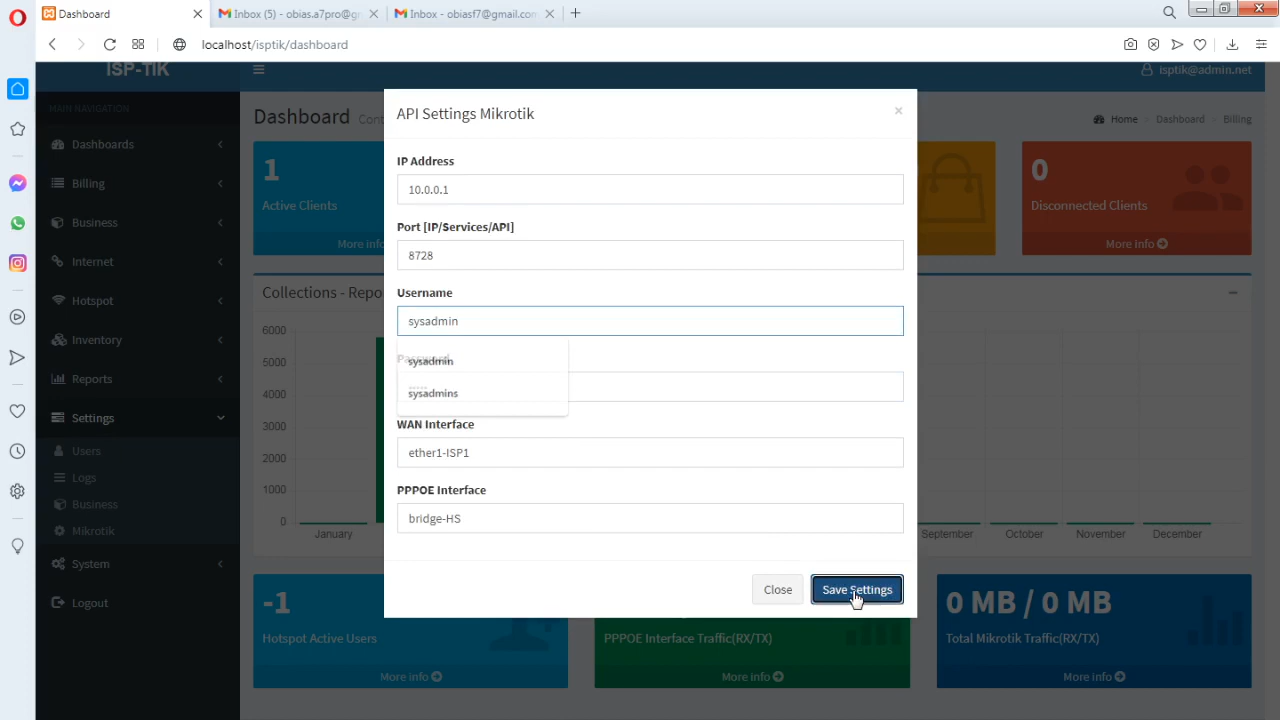 Dashboard
Inbox (5) - obias.a7pro@gr
Inbox - obiasf7@gmail.com
localhost/isptik/dashboard
ISP-TIK
isptik@admin.net
MAIN NAVIGATION
Dashboards
Billing
Business
Internet
Hotspot
Inventory
Reports
Settings
Users
Logs
Business
Mikrotik
System
Logout
Dashboard
Home > Dashboard > Billing
1
Active Clients
More info
0
Disconnected Clients
More info
Collections - Repo
6000
5000
4000
3000
2000
1000
0
January
September
October
November
December
API Settings Mikrotik
×
IP Address
10.0.0.1
Port [IP/Services/API]
8728
Username
sysadmin
Password
sysadmin
sysadmins
WAN Interface
ether1-ISP1
PPPOE Interface
bridge-HS
Close
Save Settings
-1
Hotspot Active Users
More info
PPPOE Interface Traffic(RX/TX)
More info
0 MB / 0 MB
Total Mikrotik Traffic(RX/TX)
More info